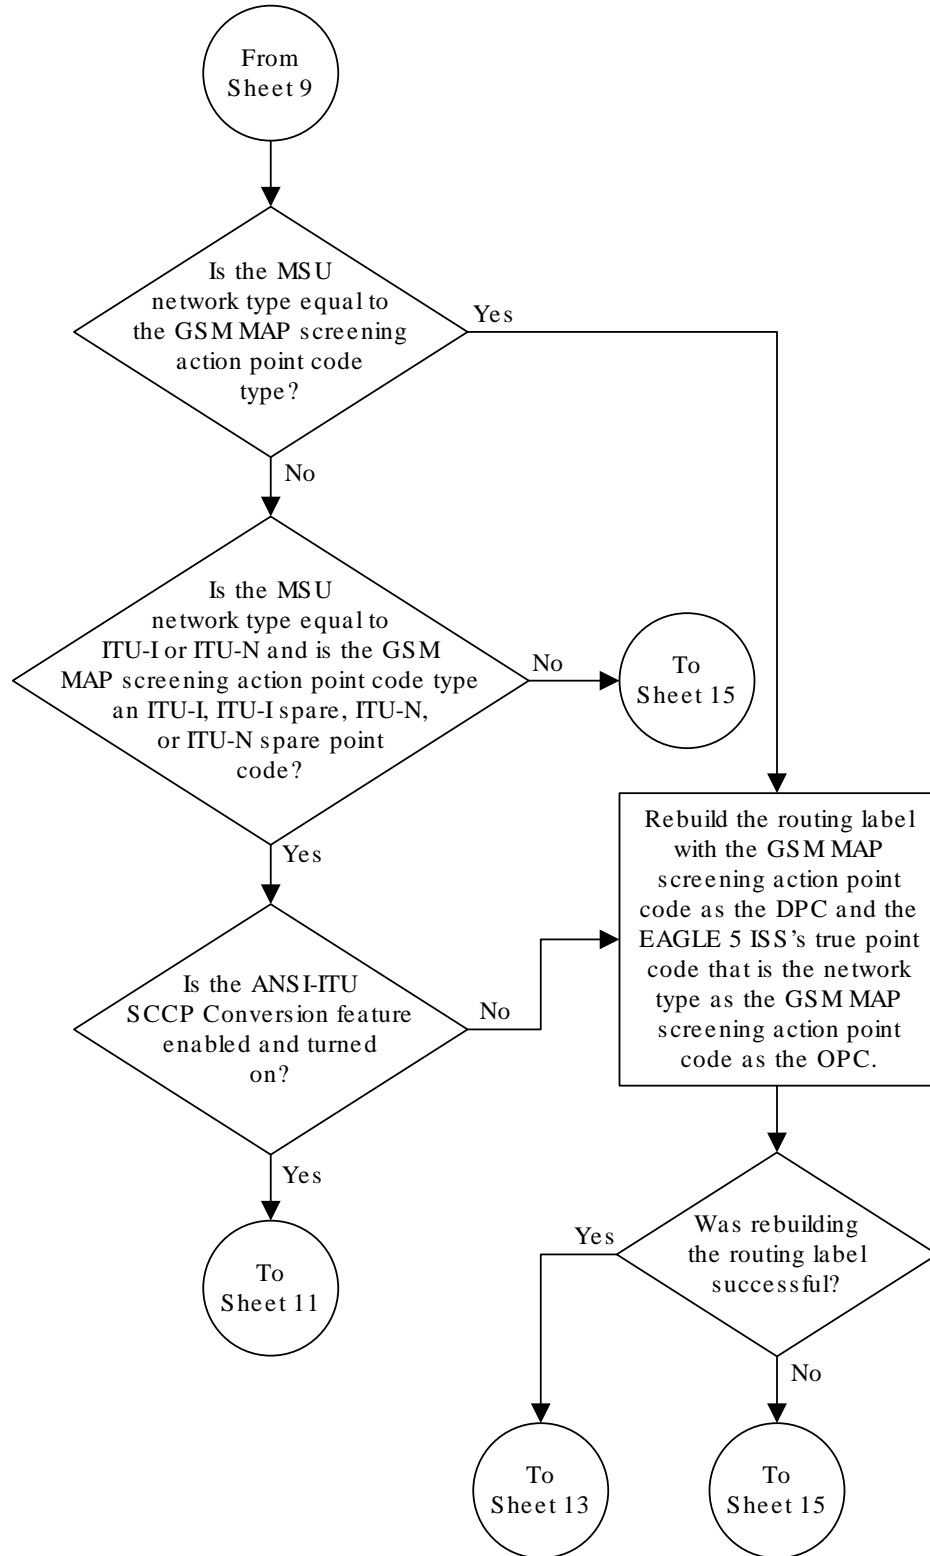 From
Sheet 9
Is the MSU
network type equal to
the GSM MAP screening
action point code
type?
Yes
No
Is the MSU
network type equal to
ITU-I or ITU-N and is the GSM
MAP screening action point code type
an ITU-I, ITU-I spare, ITU-N,
or ITU-N spare point
code?
No
To
Sheet 15
Yes
Rebuild the routing label
with the GSM MAP
screening action point
code as the DPC and the
EAGLE 5 ISS’s true point
code that is the network
type as the GSM MAP
screening action point
code as the OPC.
Is the ANSI-ITU
SCCP Conversion feature
enabled and turned
on?
No
Yes
To
Sheet 11
Was rebuilding
the routing label
successful?
Yes
No
To
Sheet 13
To
Sheet 15